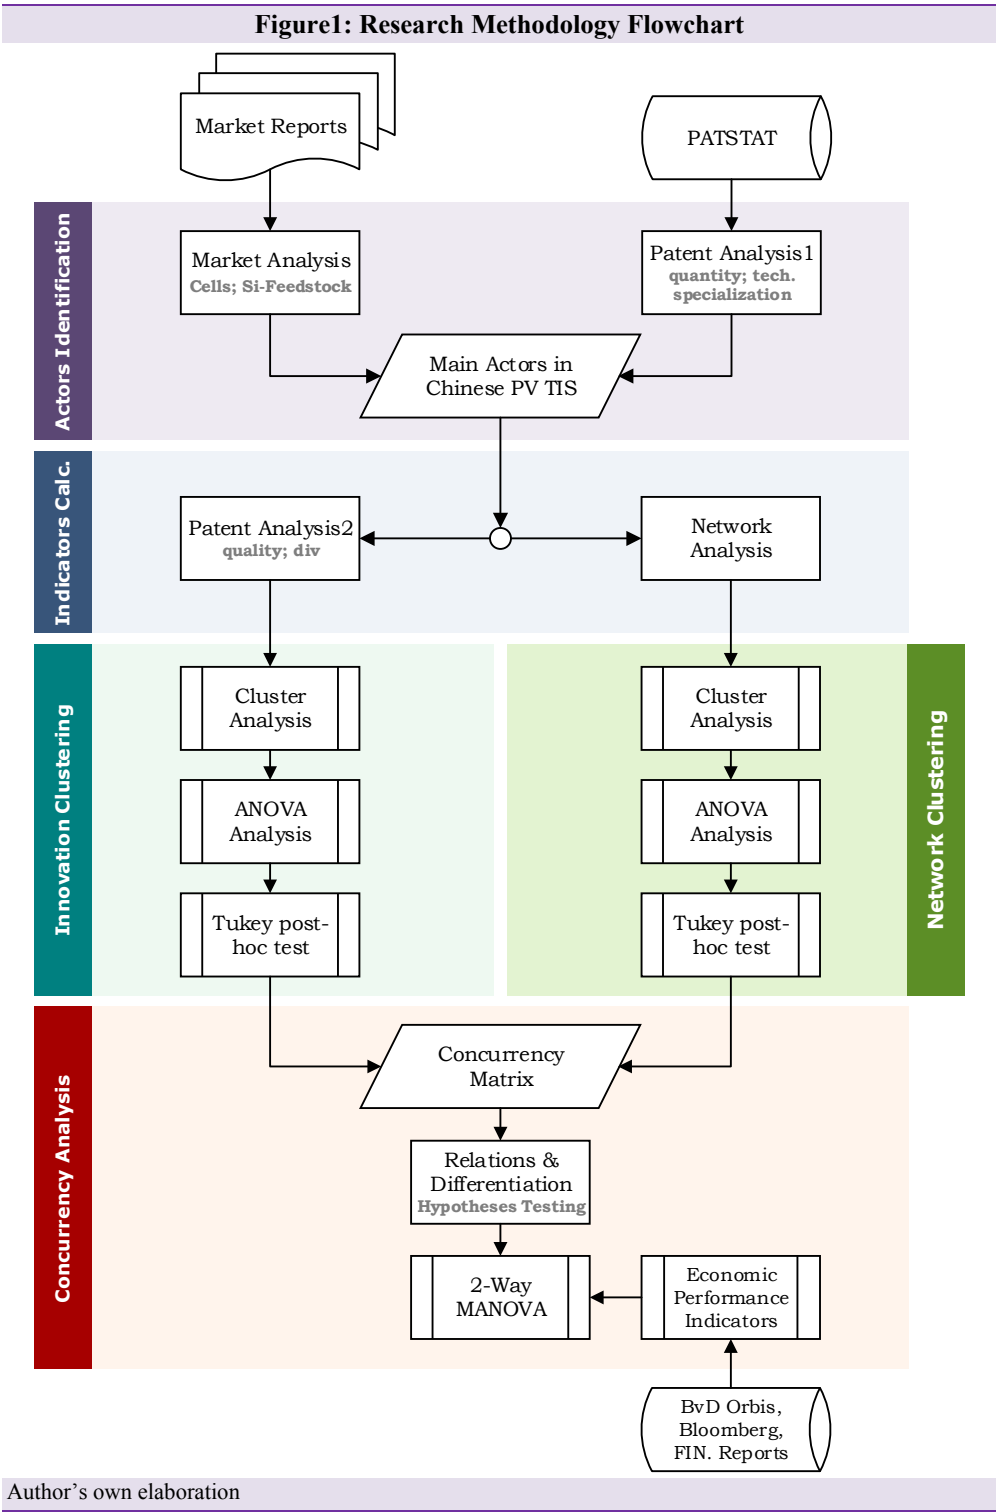 Figure1: Research Methodology Flowchart
Market Reports
PATSTAT
Actors Identification
Market Analysis
Cells; Si-Feedstock
Patent Analysis1
quantity; tech.
specialization
Main Actors in
Chinese PV TIS
Indicators Calc.
Patent Analysis2
quality; div
Network
Analysis
Innovation Clustering
Cluster
Analysis
ANOVA
Analysis
Tukey post-
hoc test
Cluster
Analysis
ANOVA
Analysis
Tukey post-
hoc test
Network Clustering
Concurrency Analysis
Concurrency
Matrix
Relations &
Differentiation
Hypotheses Testing
2-Way
MANOVA
Economic
Performance
Indicators
BvD Orbis,
Bloomberg,
FIN. Reports
Author's own elaboration